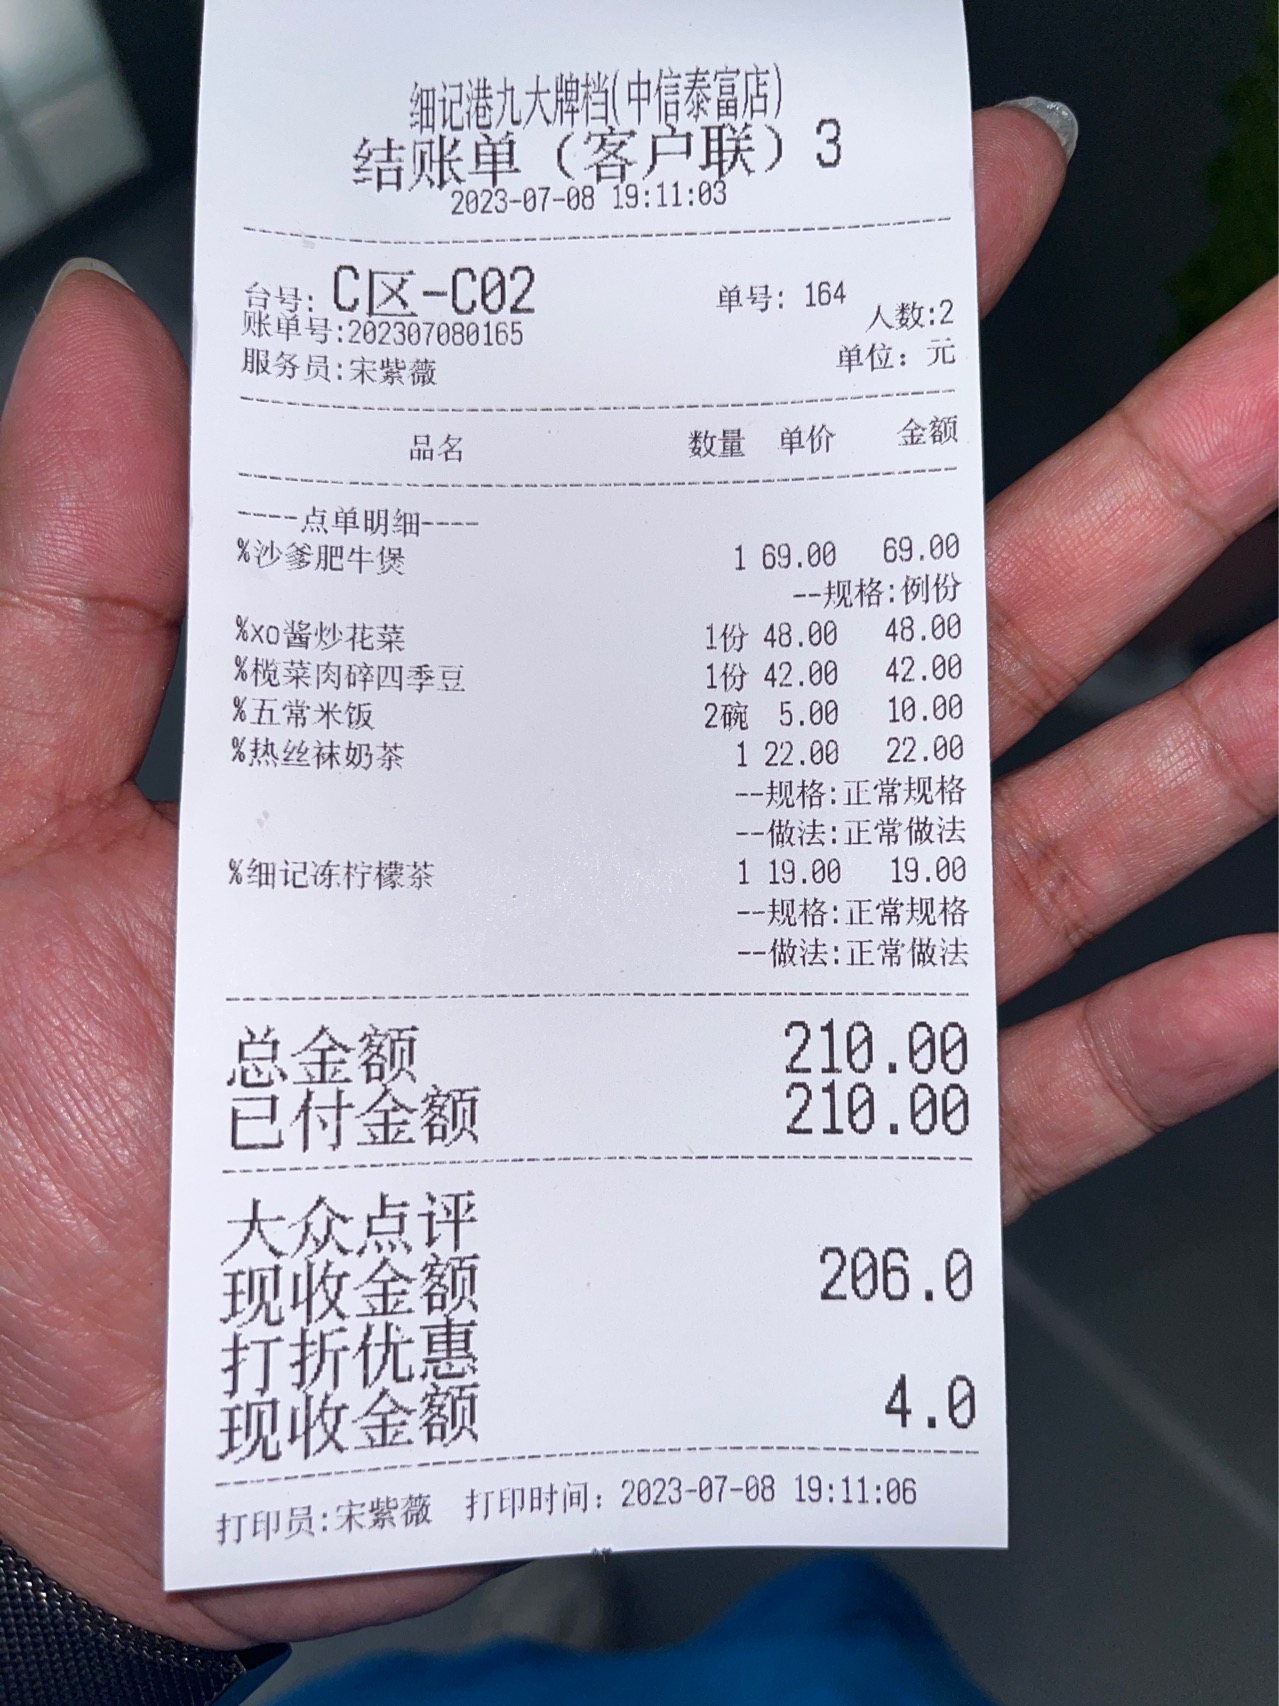 细记港九大牌档(中信泰富店)
结账单（客户联）3
2023-07-08 19:11:03
台号: C区-C02 单号: 164
账单号:202307080165 人数:2
服务员:宋紫薇 单位: 元
品名 数量 单价 金额
----点单明细----
%沙爹肥牛煲 1 69.00 69.00
--规格:例份
%xo酱炒花菜 1份 48.00 48.00
%榄菜肉碎四季豆 1份 42.00 42.00
%五常米饭 2碗 5.00 10.00
%热丝袜奶茶 1 22.00 22.00
--规格:正常规格
--做法:正常做法
%细记冻柠檬茶 1 19.00 19.00
--规格:正常规格
--做法:正常做法
总金额 210.00
已付金额 210.00
大众点评
现收金额 206.0
打折优惠
现收金额 4.0
打印员:宋紫薇 打印时间: 2023-07-08 19:11:06